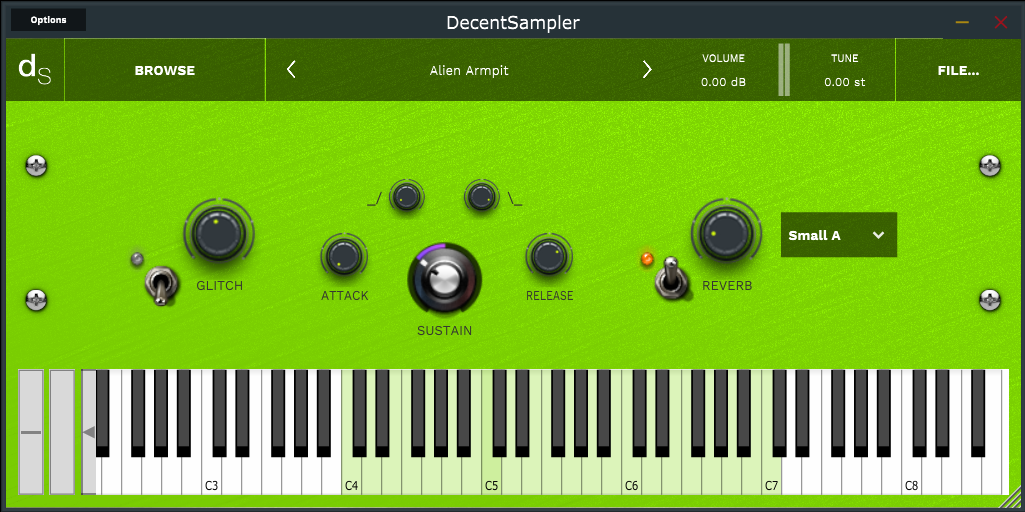 Options
DecentSampler
dS
BROWSE
Alien Armpit
VOLUME
0.00 dB
TUNE
0.00 st
FILE...
GLITCH
ATTACK
SUSTAIN
RELEASE
REVERB
Small A
C3
C4
C5
C6
C7
C8